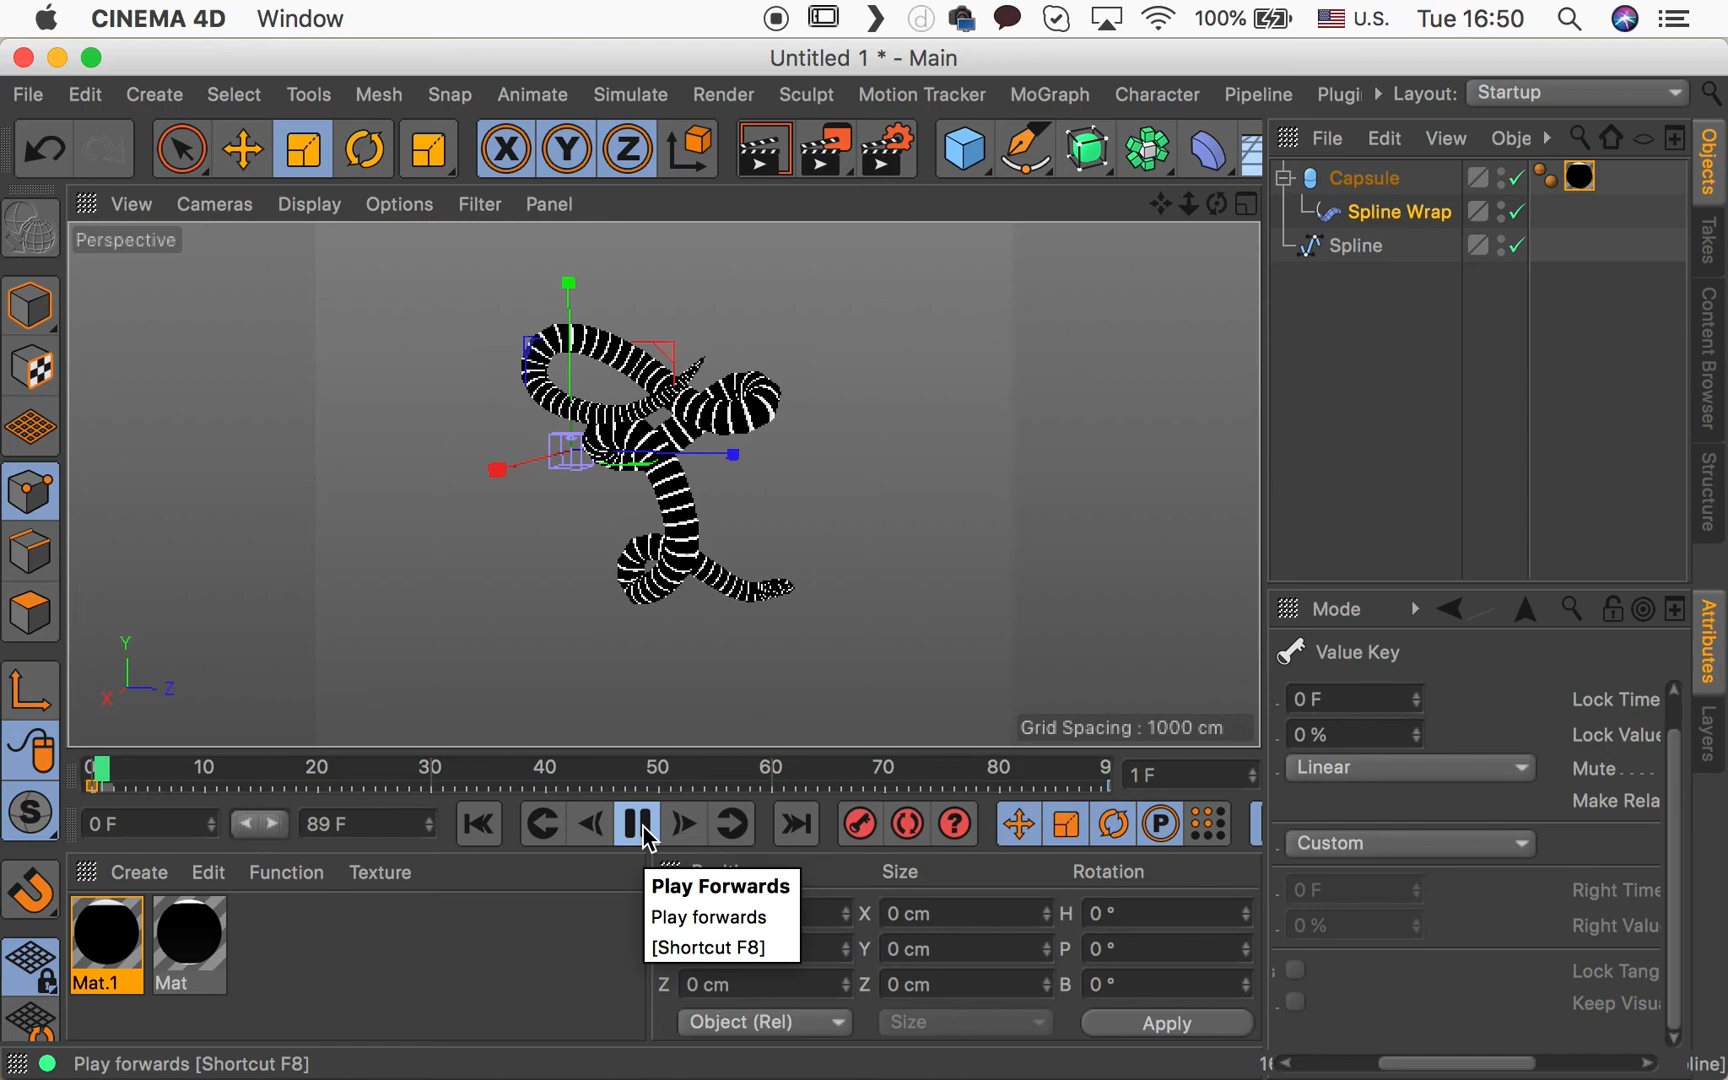 CINEMA 4D Window 100% U.S. Tue 16:50
Untitled 1 * - Main
File Edit Create Select Tools Mesh Snap Animate Simulate Render Sculpt Motion Tracker MoGraph Character Pipeline Plugi Layout: Startup
X Y Z
File Edit View Obje
Objects
Takes
Content Browser
Structure
Capsule
Spline Wrap
Spline
View Cameras Display Options Filter Panel
Perspective
Y
X Z
Grid Spacing : 1000 cm
Mode
Attributes
Layers
Value Key
0 F Lock Time
0 % Lock Value
Linear Mute . . . .
Make Rela
Custom
0 F Right Time
0 % Right Valu
Lock Tang
Keep Visu
0 10 20 30 40 50 60 70 80 9 1 F
0 F 89 F
P
S
Create Edit Function Texture
Size Rotation
Mat.1 Mat
Play Forwards
Play forwards
[Shortcut F8]
X 0 cm H 0 °
Y 0 cm P 0 °
Z 0 cm Z 0 cm B 0 °
Object (Rel) Size Apply
Play forwards [Shortcut F8]
line]